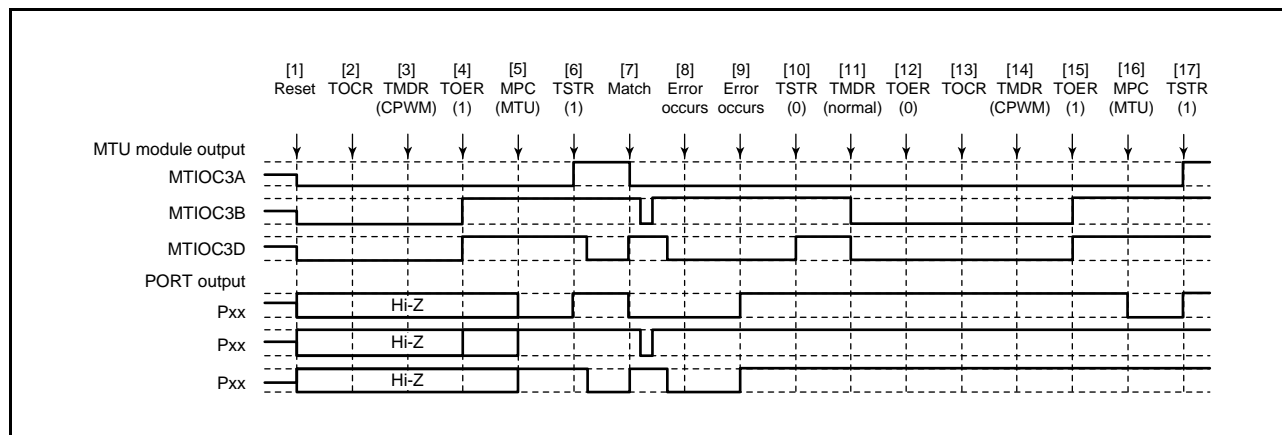 [1] [2] [3] [4] [5] [6] [7] [8] [9] [10] [11] [12] [13] [14] [15] [16] [17]
Reset TOCR TMDR TOER MPC TSTR Match Error Error TSTR TMDR TOER TOCR TMDR TOER MPC TSTR
(CPWM) (1) (MTU) (1) occurs occurs (0) (normal) (0) (CPWM) (1) (MTU) (1)
MTU module output
MTIOC3A
MTIOC3B
MTIOC3D
PORT output
Pxx Hi-Z
Pxx Hi-Z
Pxx Hi-Z